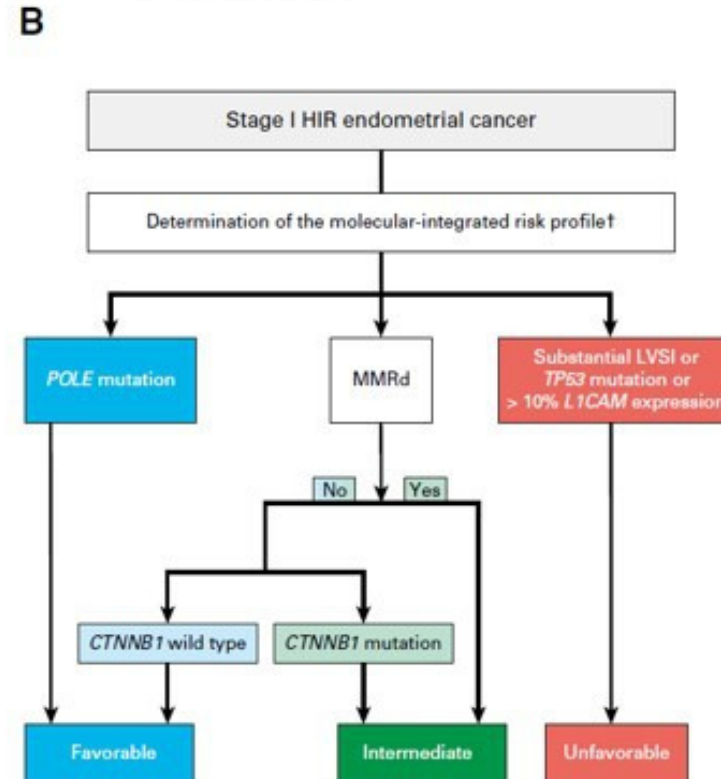 B
Stage I HIR endometrial cancer
Determination of the molecular-integrated risk profile†
POLE mutation
MMRd
Substantial LVSI or
TP53 mutation or
> 10% L1CAM expression
No
Yes
CTNNB1 wild type
CTNNB1 mutation
Favorable
Intermediate
Unfavorable